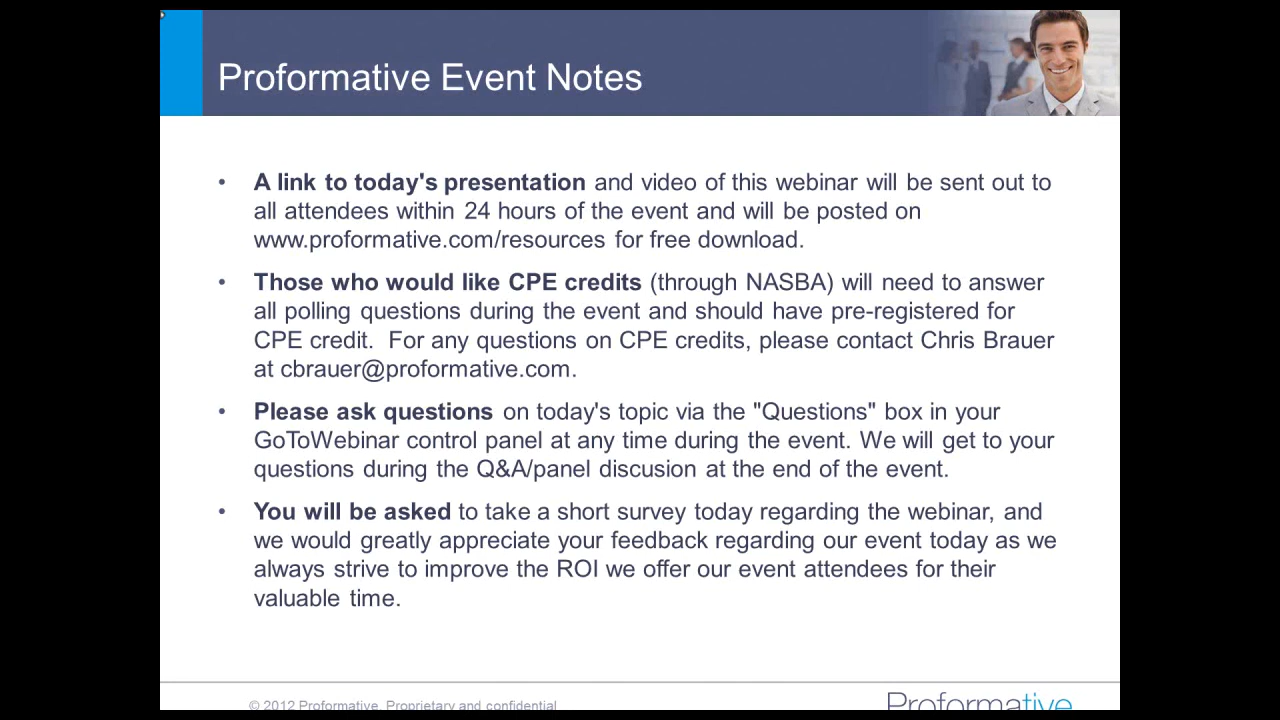 Proformative Event Notes
• A link to today's presentation and video of this webinar will be sent out to
all attendees within 24 hours of the event and will be posted on
www.proformative.com/resources for free download.
• Those who would like CPE credits (through NASBA) will need to answer
all polling questions during the event and should have pre-registered for
CPE credit.  For any questions on CPE credits, please contact Chris Brauer
at cbrauer@proformative.com.
• Please ask questions on today's topic via the "Questions" box in your
GoToWebinar control panel at any time during the event. We will get to your
questions during the Q&A/panel discusion at the end of the event.
• You will be asked to take a short survey today regarding the webinar, and
we would greatly appreciate your feedback regarding our event today as we
always strive to improve the ROI we offer our event attendees for their
valuable time.
© 2012 Proformative. Proprietary and confidential
Proformative